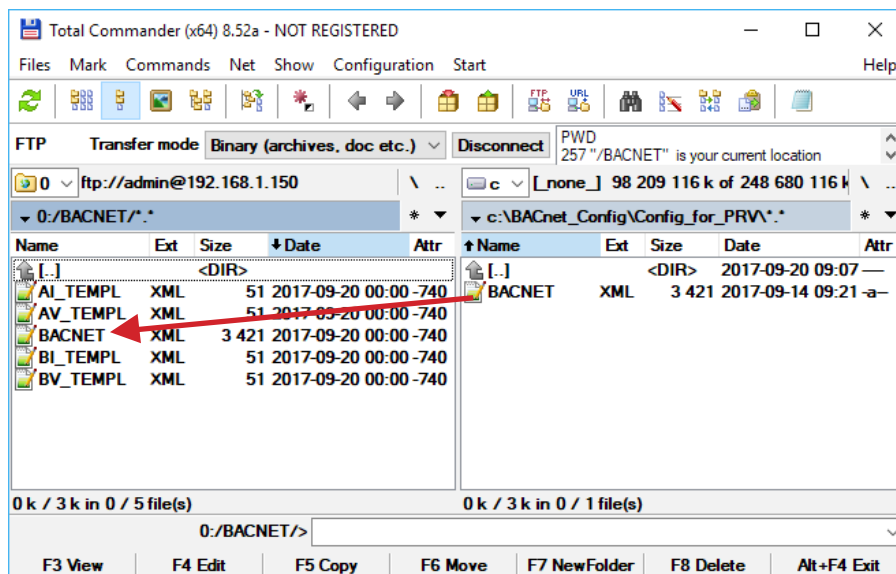 Total Commander (x64) 8.52a - NOT REGISTERED
Files Mark Commands Net Show Configuration Start Help
FTP URL
FTP Transfer mode Binary (archives, doc etc.) Disconnect PWD
257 "/BACNET" is your current location
0 ftp://admin@192.168.1.150 \ .. c [_none_] 98 209 116 k of 248 680 116 k \ ..
0:/BACNET/*.* * c:\BACnet_Config\Config_for_PRV\*.* *
Name Ext Size Date Attr Name Ext Size Date Attr
[..] <DIR> [..] <DIR> 2017-09-20 09:07 ----
AI_TEMPL XML 51 2017-09-20 00:00 -740 BACNET XML 3 421 2017-09-14 09:21 -a--
AV_TEMPL XML 51 2017-09-20 00:00 -740
BACNET XML 3 421 2017-09-20 00:00 -740
BI_TEMPL XML 51 2017-09-20 00:00 -740
BV_TEMPL XML 51 2017-09-20 00:00 -740
0 k / 3 k in 0 / 5 file(s) 0 k / 3 k in 0 / 1 file(s)
0:/BACNET/>
F3 View F4 Edit F5 Copy F6 Move F7 NewFolder F8 Delete Alt+F4 Exit